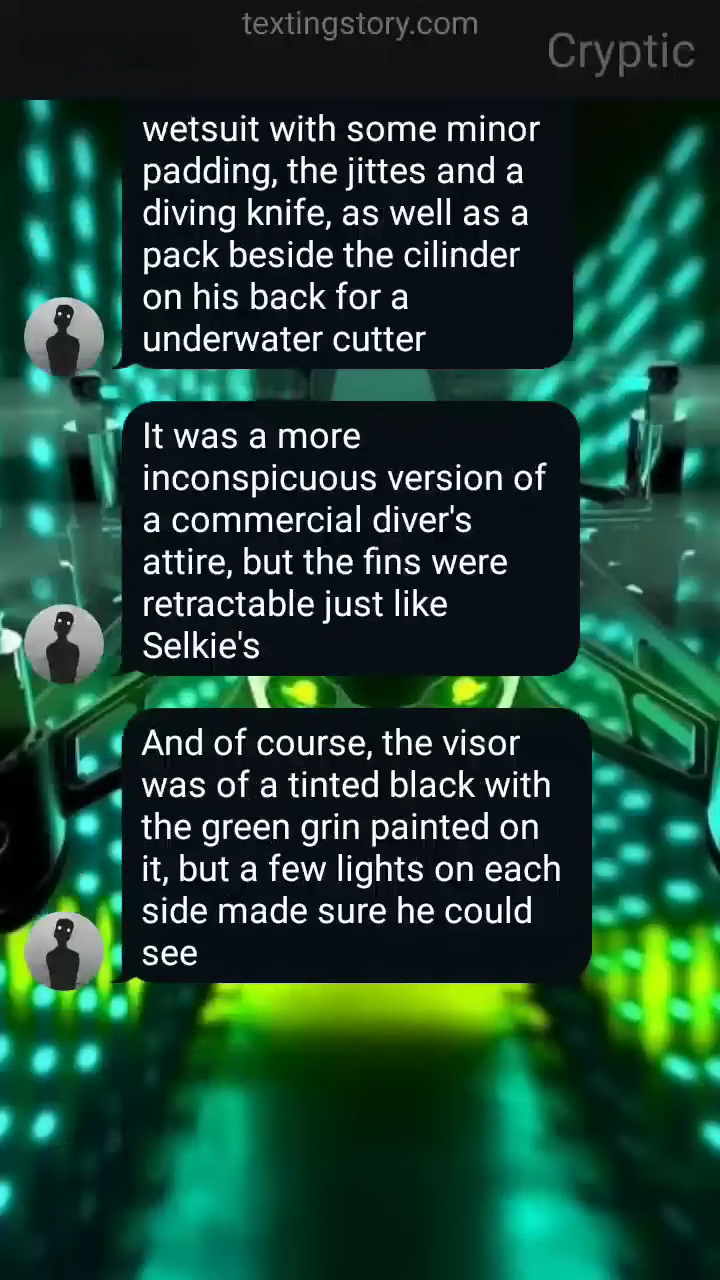 textingstory.com
Cryptic
wetsuit with some minor
padding, the jittes and a
diving knife, as well as a
pack beside the cilinder
on his back for a
underwater cutter
It was a more
inconspicuous version of
a commercial diver's
attire, but the fins were
retractable just like
Selkie's
And of course, the visor
was of a tinted black with
the green grin painted on
it, but a few lights on each
side made sure he could
see